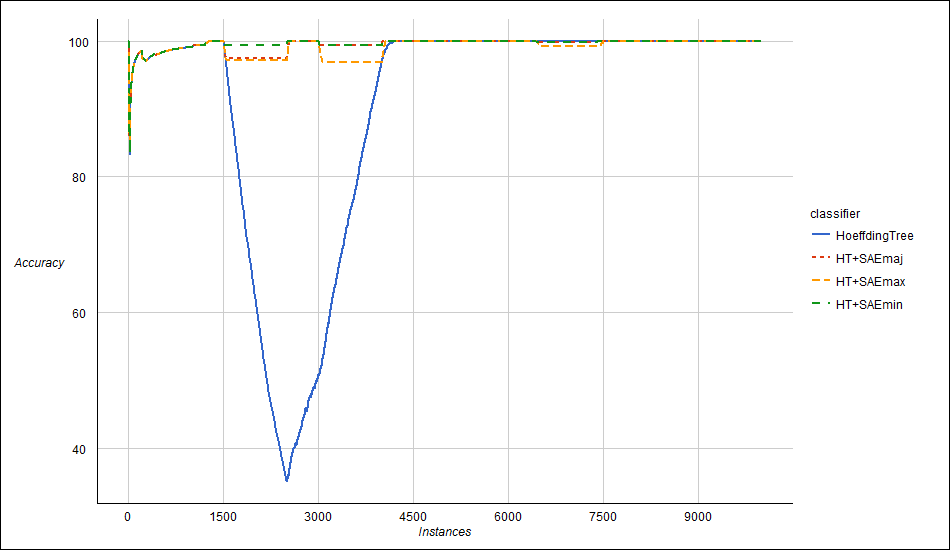 100
80
60
40
Accuracy
0 1500 3000 4500 6000 7500 9000
Instances
classifier
HoeffdingTree
HT+SAEmaj
HT+SAEmax
HT+SAEmin